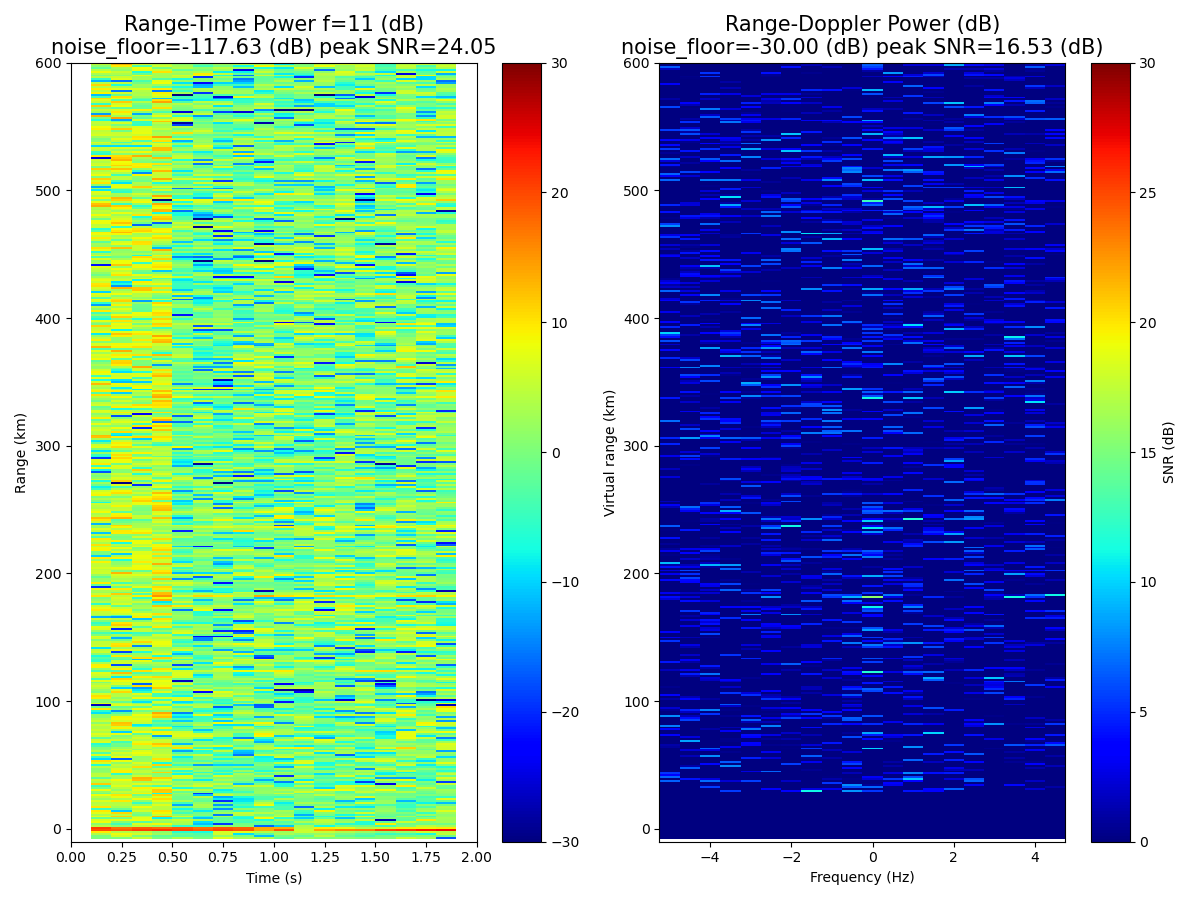 Range-Time Power f=11 (dB)
noise_floor=-117.63 (dB) peak SNR=24.05
Range-Doppler Power (dB)
noise_floor=-30.00 (dB) peak SNR=16.53 (dB)
600
500
400
300
200
100
0
Range (km)
0.00 0.25 0.50 0.75 1.00 1.25 1.50 1.75 2.00
Time (s)
30
20
10
0
−10
−20
−30
600
500
400
300
200
100
0
Virtual range (km)
−4 −2 0 2 4
Frequency (Hz)
30
25
20
15
10
5
0
SNR (dB)